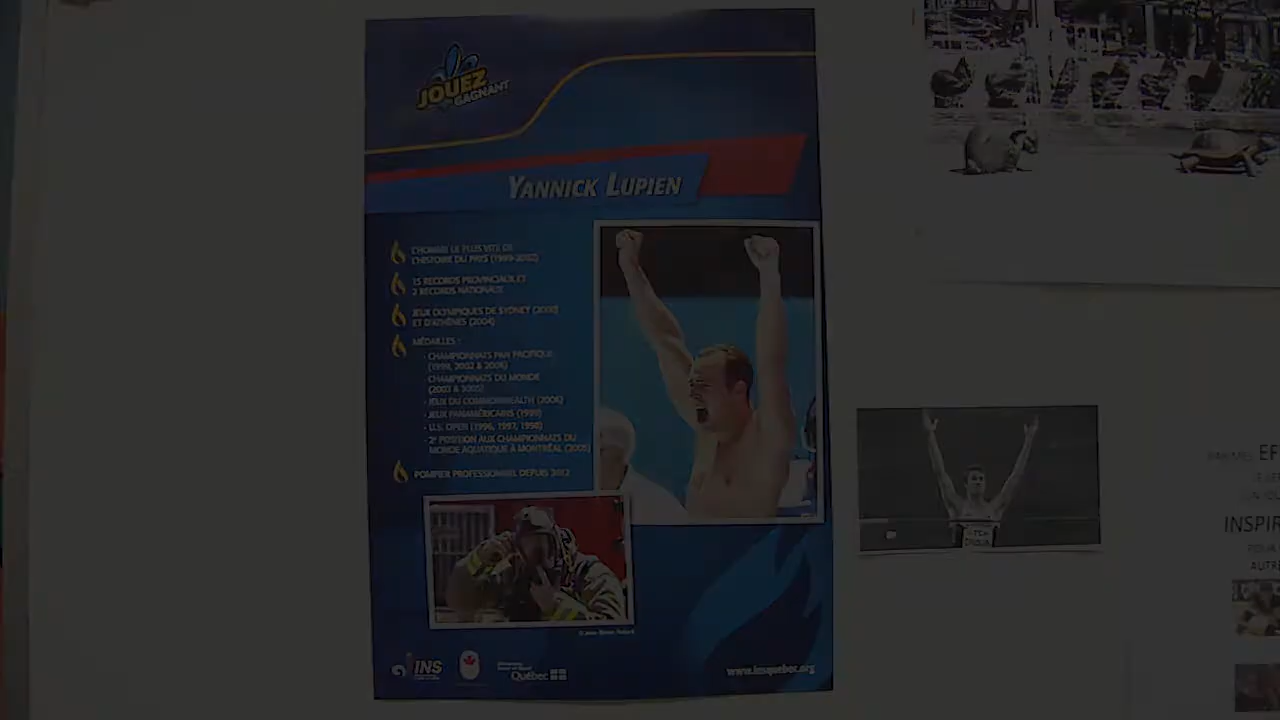 JOUEZ
GAGNANT
YANNICK LUPIEN
L'HOMME LE PLUS VITE DE
L'HISTOIRE DU PAYS (1999-2002)
15 RECORDS PROVINCIAUX ET
2 RECORDS NATIONAUX
JEUX OLYMPIQUES DE SYDNEY (2000)
ET D'ATHÈNES (2004)
MÉDAILLES :
- CHAMPIONNATS PAN PACIFIQUE
(1999, 2002 & 2006)
CHAMPIONNATS DU MONDE
(2003 & 2005)
- JEUX DU COMMONWEALTH (2006)
- JEUX PANAMÉRICAINS (1999)
- U.S. OPEN (1996, 1997, 1998)
- 2e POSITION AUX CHAMPIONNATS DU
MONDE AQUATIQUE À MONTRÉAL (2005)
POMPIER PROFESSIONNEL DEPUIS 2012
INS
Québec
www.insquebec.org
EF
INSPIR
AUTRE